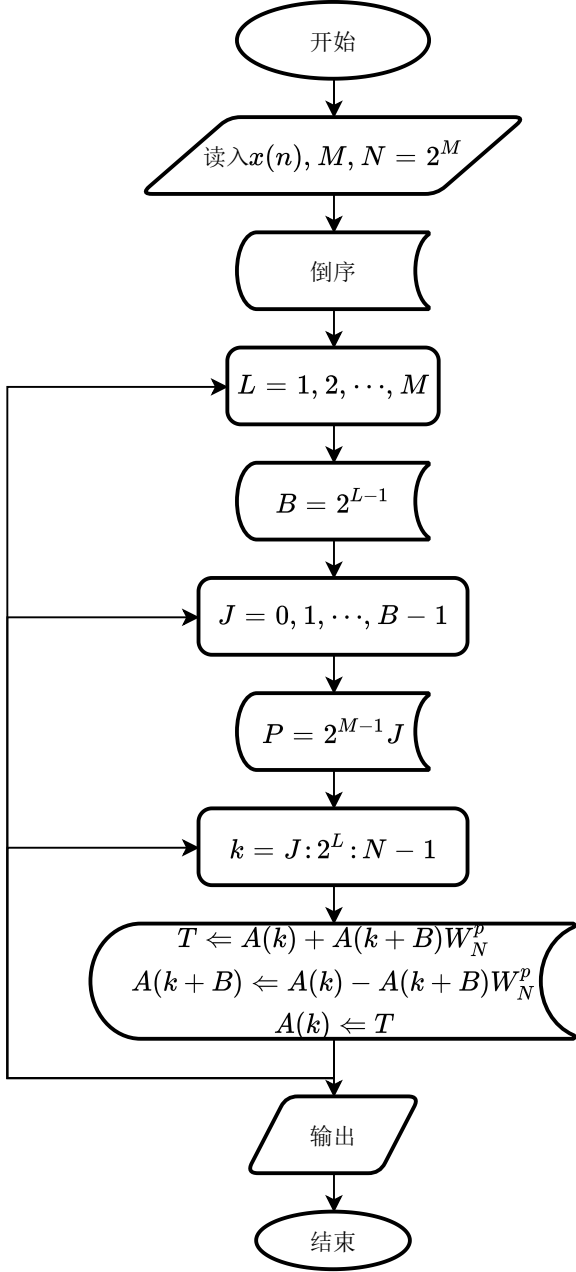 开始
读入x(n), M, N = 2^M
倒序
L = 1, 2, ⋯, M
B = 2^{L−1}
J = 0, 1, ⋯, B − 1
P = 2^{M−1}J
k = J : 2^L : N − 1
T ⇐ A(k) + A(k + B)W_N^p
A(k + B) ⇐ A(k) − A(k + B)W_N^p
A(k) ⇐ T
输出
结束